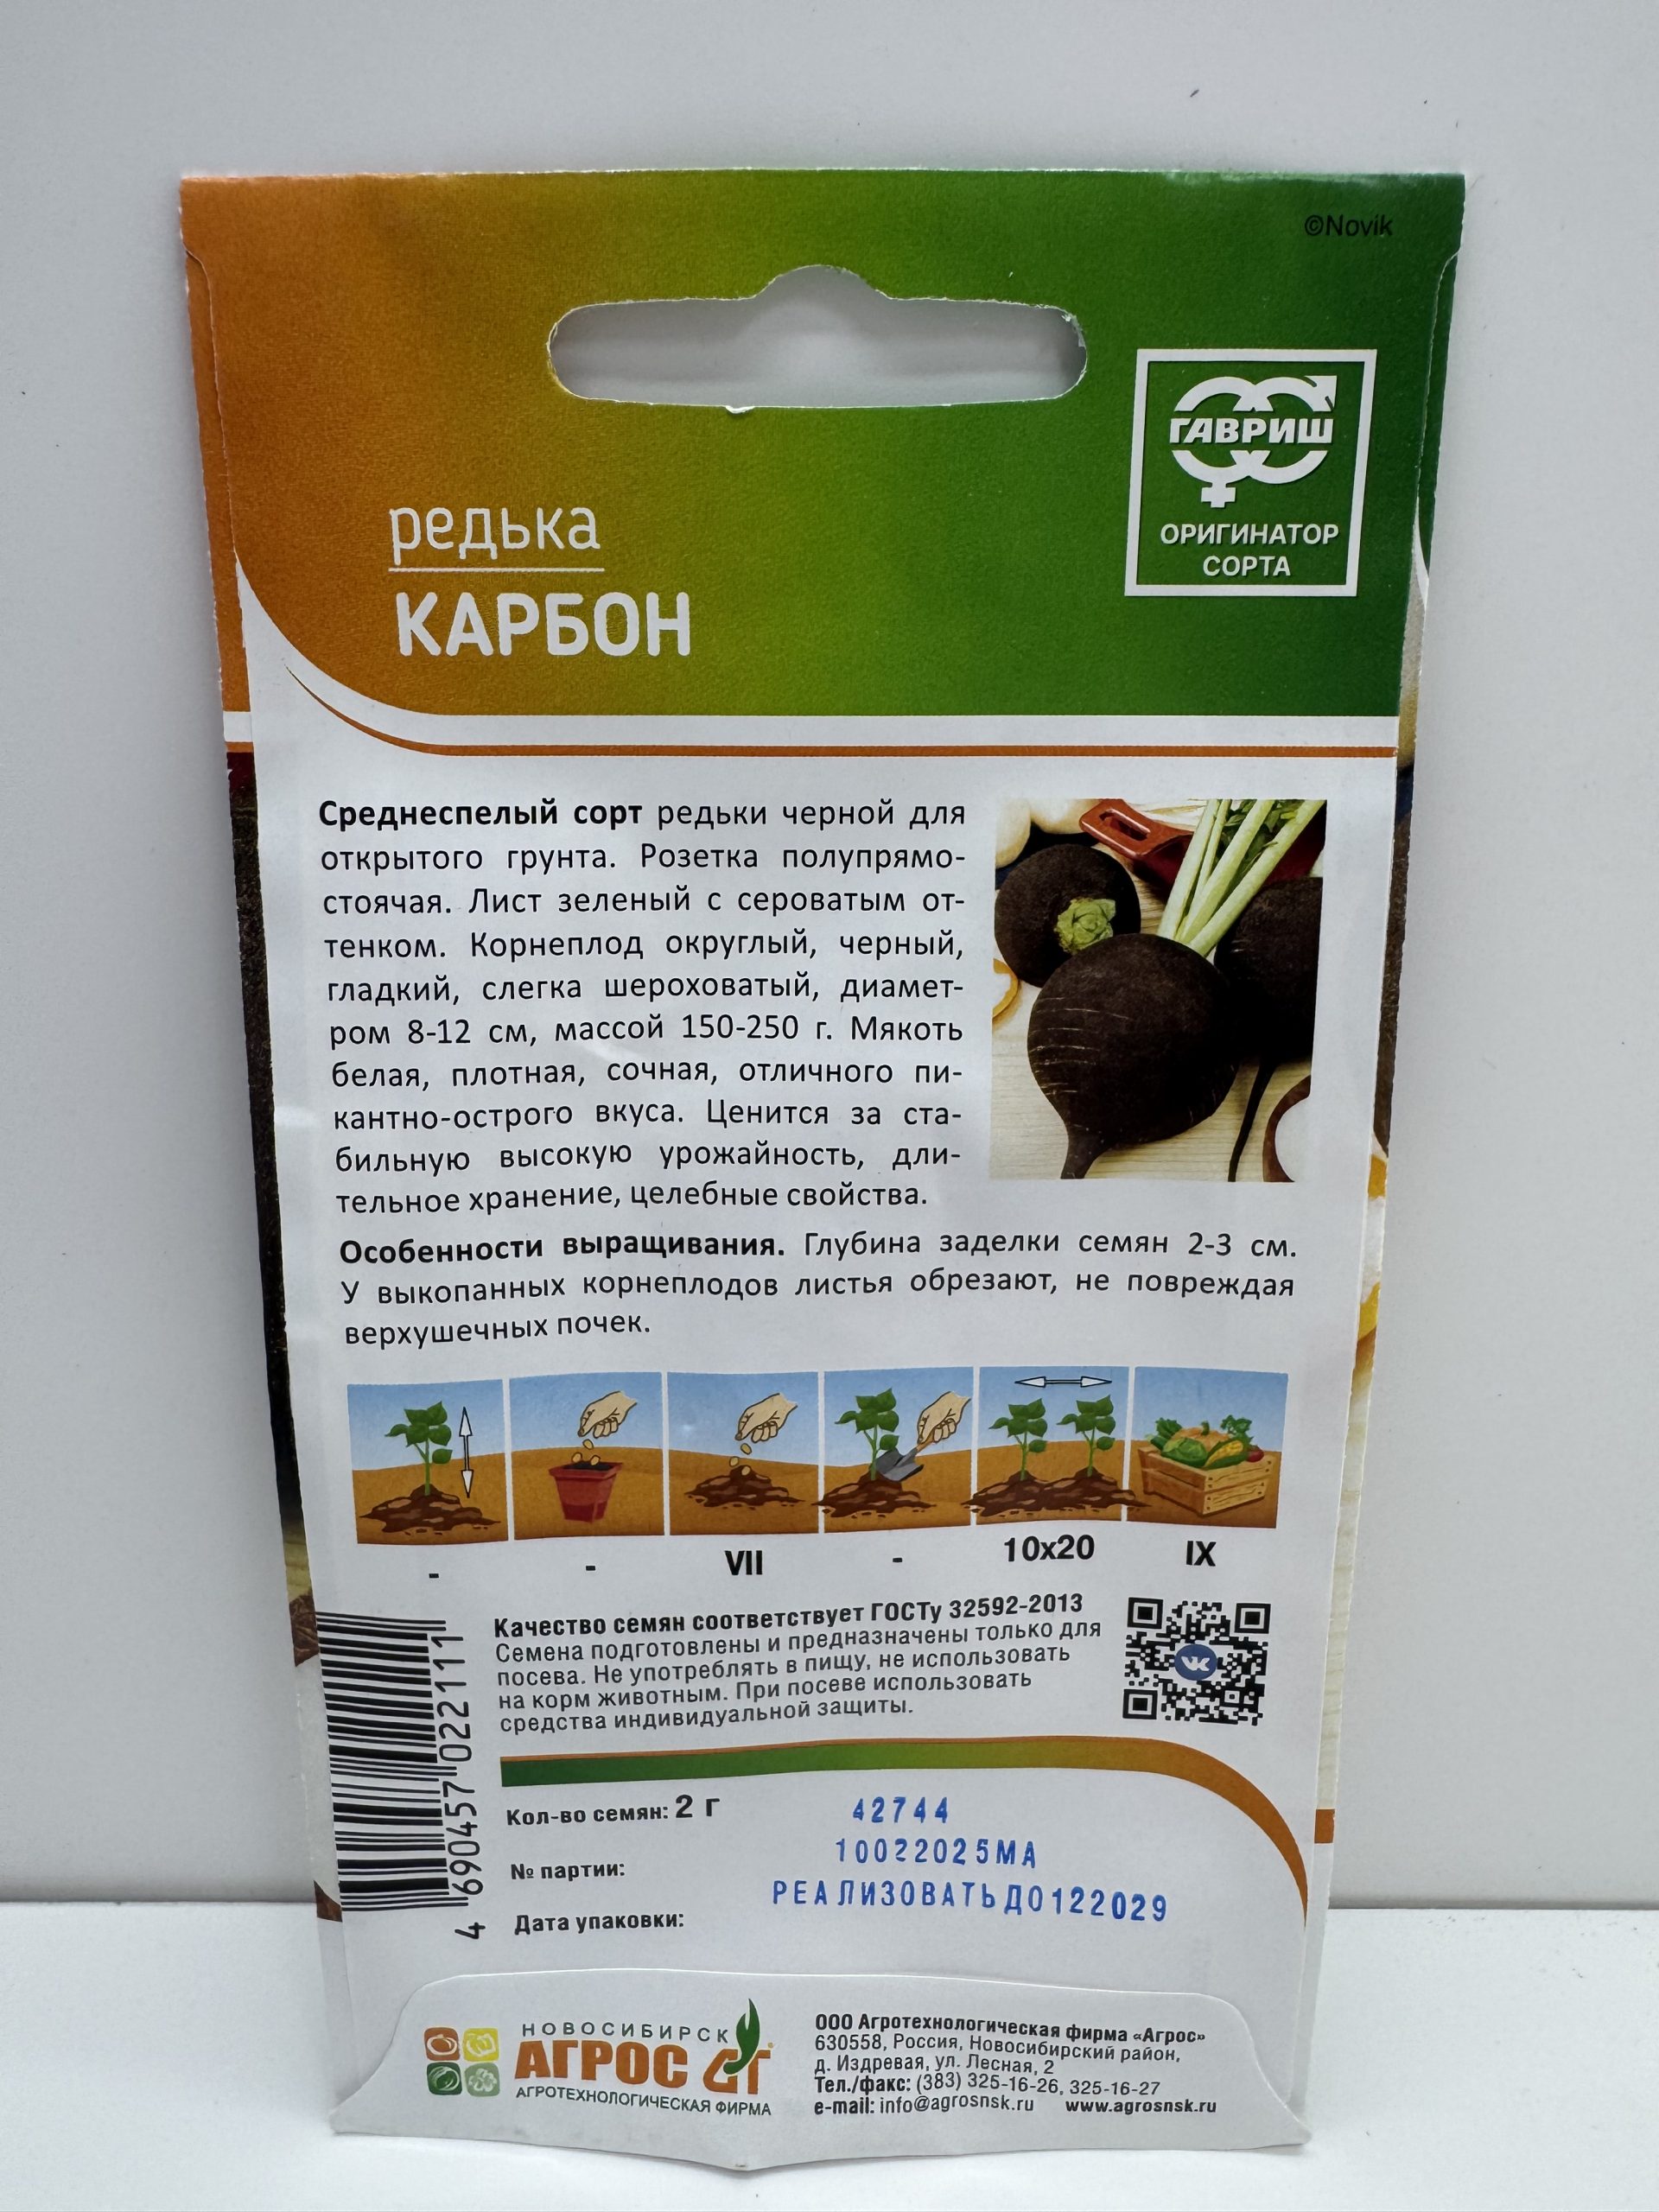 ©Novik
ГАВРИШ
ОРИГИНАТОР
СОРТА
редька
КАРБОН
Среднеспелый сорт редьки черной для
открытого грунта. Розетка полупрямо-
стоячая. Лист зеленый с сероватым от-
тенком. Корнеплод округлый, черный,
гладкий, слегка шероховатый, диамет-
ром 8-12 см, массой 150-250 г. Мякоть
белая, плотная, сочная, отличного пи-
кантно-острого вкуса. Ценится за ста-
бильную высокую урожайность, дли-
тельное хранение, целебные свойства.
Особенности выращивания. Глубина заделки семян 2-3 см.
У выкопанных корнеплодов листья обрезают, не повреждая
верхушечных почек.
- - VII - 10х20 IX
Качество семян соответствует ГОСТу 32592-2013
Семена подготовлены и предназначены только для
посева. Не употреблять в пищу, не использовать
на корм животным. При посеве использовать
средства индивидуальной защиты.
4 690457 022111
Кол-во семян: 2 г
42744
№ партии:
10022025МА
Дата упаковки:
РЕАЛИЗОВАТЬ ДО 122029
НОВОСИБИРСК
АГРОС
АГРОТЕХНОЛОГИЧЕСКАЯ ФИРМА
ООО Агротехнологическая фирма «Агрос»
630558, Россия, Новосибирский район,
д. Издревая, ул. Лесная, 2
Тел./факс: (383) 325-16-26, 325-16-27
e-mail: info@agrosnsk.ru www.agrosnsk.ru